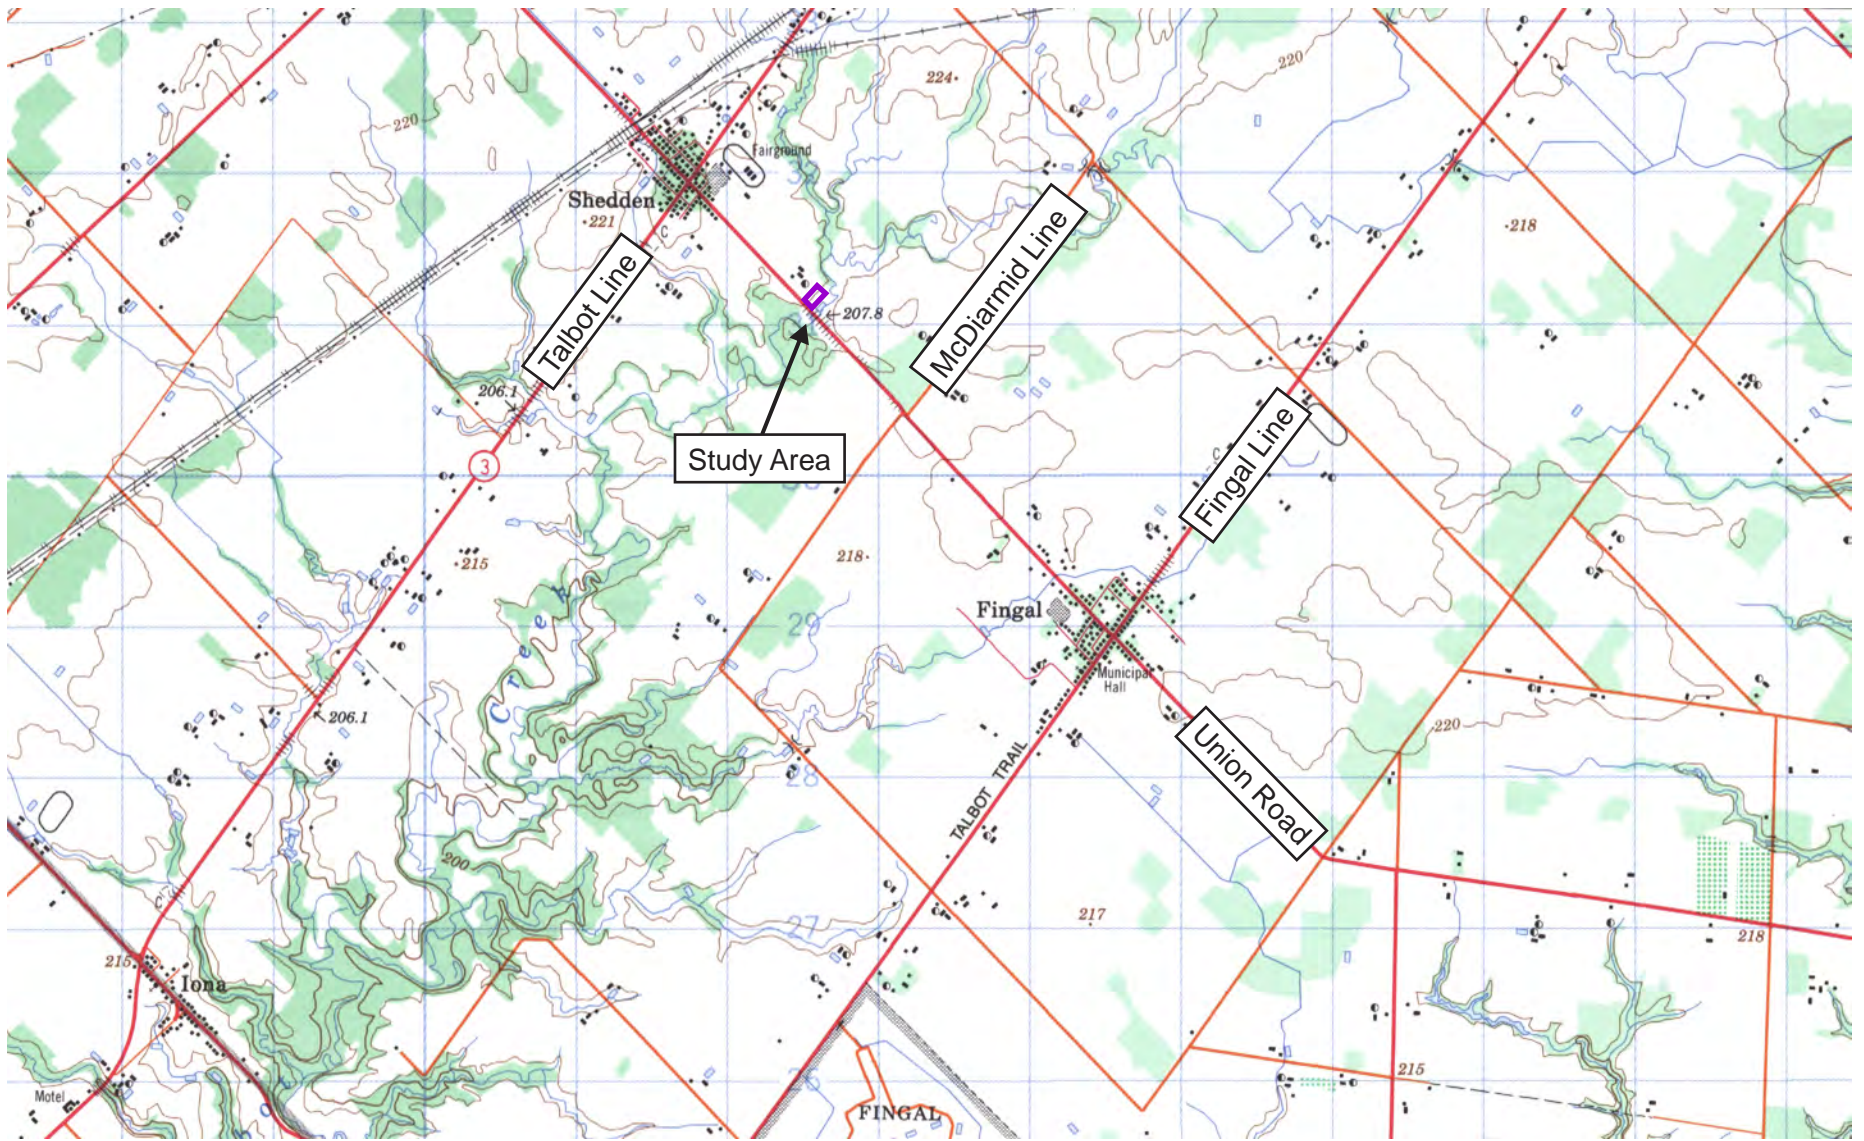 224
220
220
Fairground
Shedden
221
C
218
Talbot Line
McDiarmid Line
207.8
206.1
Study Area
3
Fingal Line
C
30
215
218
Creek
Fingal
29
Municipal
Hall
206.1
220
Union Road
28
TALBOT TRAIL
200
C
217
27
218
215
Iona
215
Motel
26
FINGAL